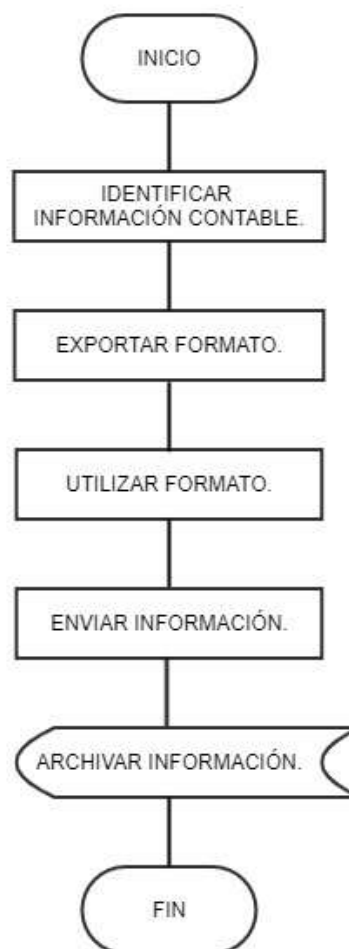 INICIO
IDENTIFICAR
INFORMACIÓN CONTABLE.
EXPORTAR FORMATO.
UTILIZAR FORMATO.
ENVIAR INFORMACIÓN.
ARCHIVAR INFORMACIÓN.
FIN